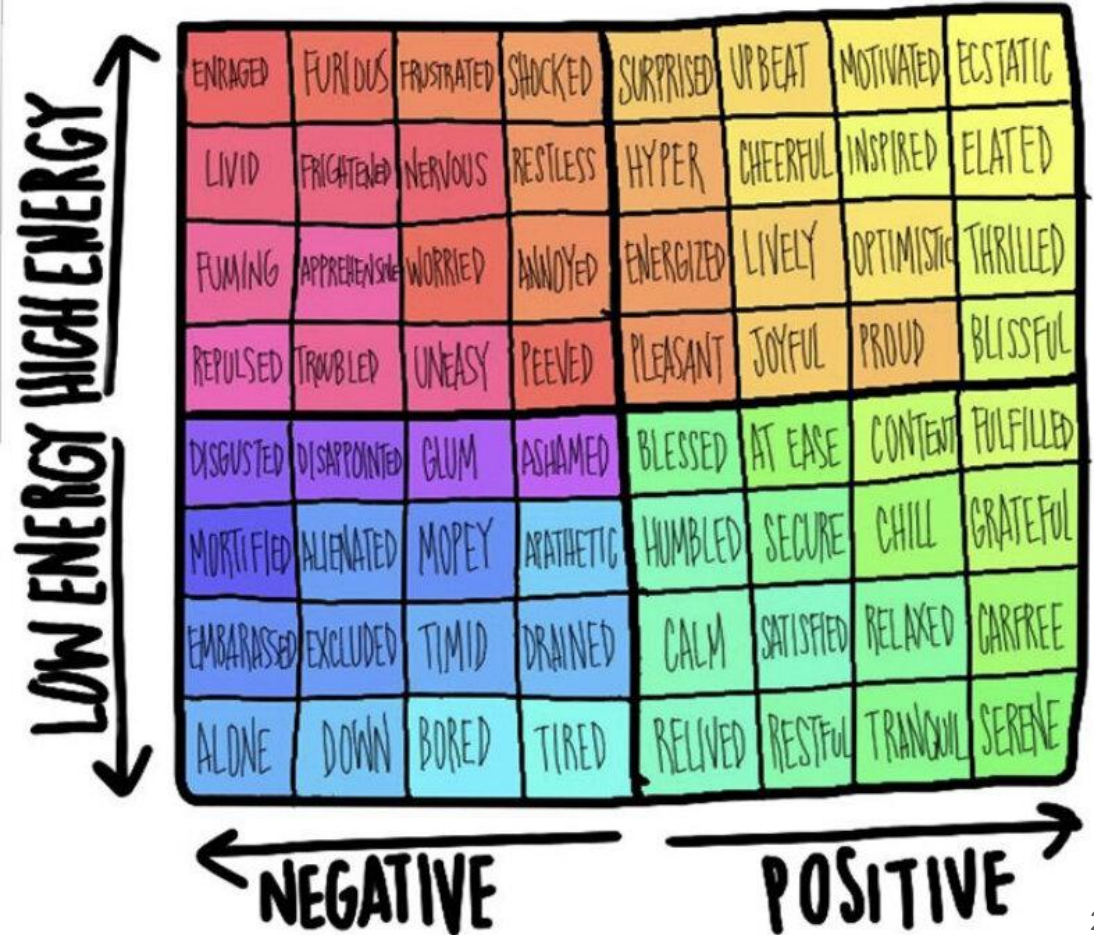 HIGH ENERGY
LOW ENERGY
ENRAGED FURIOUS FRUSTRATED SHOCKED SURPRISED UPBEAT MOTIVATED ECSTATIC
LIVID FRIGHTENED NERVOUS RESTLESS HYPER CHEERFUL INSPIRED ELATED
FUMING APPREHENSIVE WORRIED ANNOYED ENERGIZED LIVELY OPTIMISTIC THRILLED
REPULSED TROUBLED UNEASY PEEVED PLEASANT JOYFUL PROUD BLISSFUL
DISGUSTED DISAPPOINTED GLUM ASHAMED BLESSED AT EASE CONTENT FULFILLED
MORTIFIED ALIENATED MOPEY APATHETIC HUMBLED SECURE CHILL GRATEFUL
EMBARASSED EXCLUDED TIMID DRAINED CALM SATISFIED RELAXED CARFREE
ALONE DOWN BORED TIRED RELIVED RESTFUL TRANQUIL SERENE
NEGATIVE POSITIVE